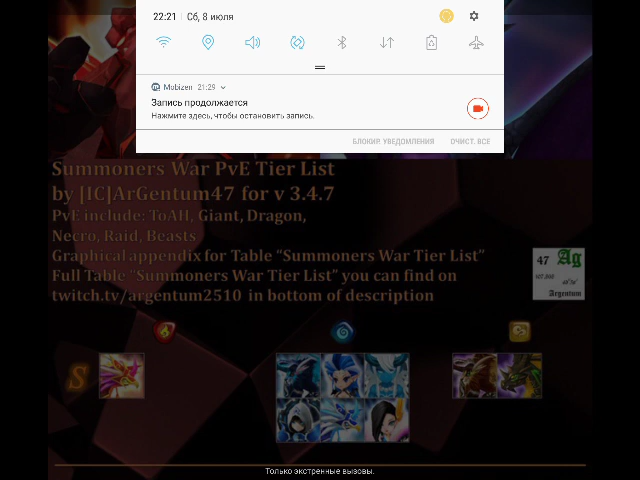 22:21 Сб, 8 июля
Mobizen 21:29
Запись продолжается
Нажмите здесь, чтобы остановить запись.
БЛОКИР. УВЕДОМЛЕНИЯ ОЧИСТ. ВСЕ
Summoners War PvE Tier List
by [IC]ArGentum47 for v 3.4.7
PvE include: ToAH, Giant, Dragon,
Necro, Raid, Beasts
Graphical appendix for Table "Summoners War Tier List"
Full Table "Summoners War Tier List" you can find on
twitch.tv/argentum2510 in bottom of description
47 Ag
Argentum
S
Только экстренные вызовы.